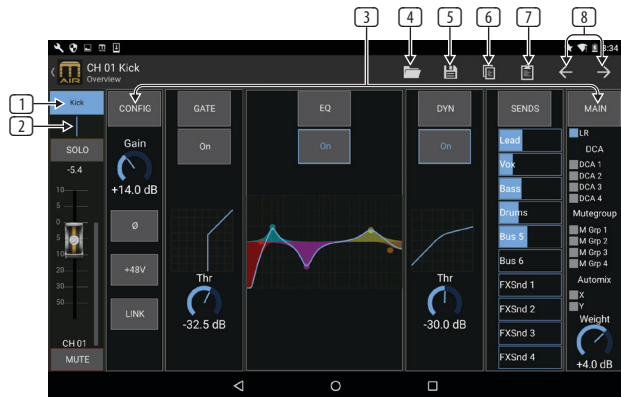 3 4 5 6 7 8
8:34
M AIR
CH 01 Kick
Overview
1
2
Kick
SOLO
-5.4
10
5
0
5
10
20
30
50
CH 01
MUTE
CONFIG
Gain
+14.0 dB
Ø
+48V
LINK
GATE
On
Thr
-32.5 dB
EQ
On
DYN
On
Thr
-30.0 dB
SENDS
Lead
Vox
Bass
Drums
Bus 5
Bus 6
FXSnd 1
FXSnd 2
FXSnd 3
FXSnd 4
MAIN
LR
DCA
DCA 1
DCA 2
DCA 3
DCA 4
Mutegroup
M Grp 1
M Grp 2
M Grp 3
M Grp 4
Automix
X
Y
Weight
+4.0 dB